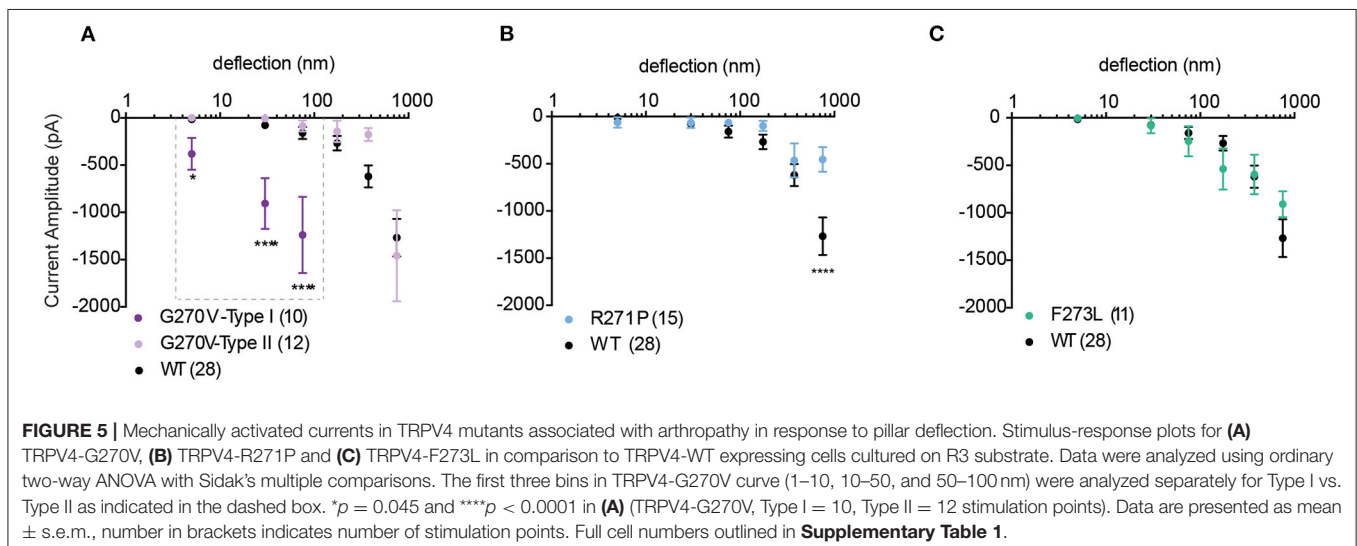 A
B
C
deflection (nm)
deflection (nm)
deflection (nm)
1 10 100 1000
1 10 100 1000
1 10 100 1000
0
-500
-1000
-1500
-2000
Current Amplitude (pA)
*
****
****
0
-500
-1000
-1500
-2000
****
0
-500
-1000
-1500
-2000
G270V-Type I (10)
G270V-Type II (12)
WT (28)
R271P (15)
WT (28)
F273L (11)
WT (28)
FIGURE 5 | Mechanically activated currents in TRPV4 mutants associated with arthropathy in response to pillar deflection. Stimulus-response plots for (A)
TRPV4-G270V, (B) TRPV4-R271P and (C) TRPV4-F273L in comparison to TRPV4-WT expressing cells cultured on R3 substrate. Data were analyzed using ordinary
two-way ANOVA with Sidak's multiple comparisons. The first three bins in TRPV4-G270V curve (1–10, 10–50, and 50–100 nm) were analyzed separately for Type I vs.
Type II as indicated in the dashed box. *p = 0.045 and ****p < 0.0001 in (A) (TRPV4-G270V, Type I = 10, Type II = 12 stimulation points). Data are presented as mean
± s.e.m., number in brackets indicates number of stimulation points. Full cell numbers outlined in Supplementary Table 1.